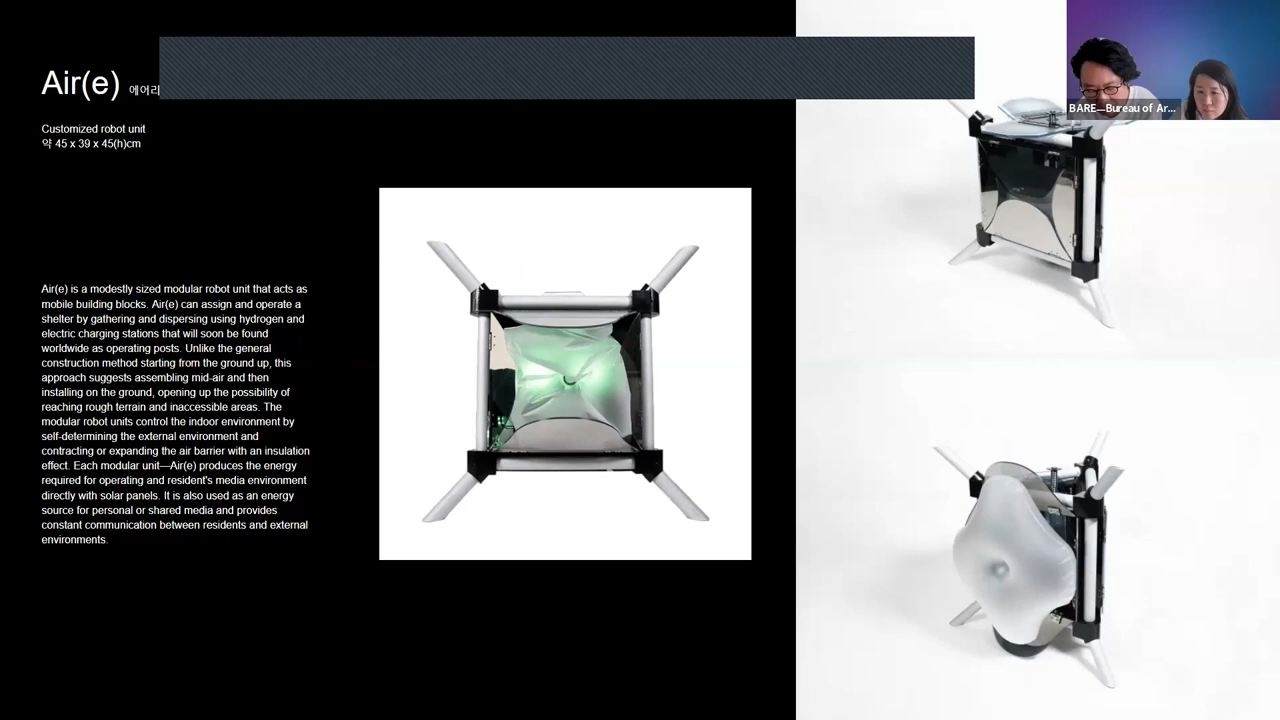 Air(e) 에어리
Customized robot unit
약 45 x 39 x 45(h)cm
Air(e) is a modestly sized modular robot unit that acts as
mobile building blocks. Air(e) can assign and operate a
shelter by gathering and dispersing using hydrogen and
electric charging stations that will soon be found
worldwide as operating posts. Unlike the general
construction method starting from the ground up, this
approach suggests assembling mid-air and then
installing on the ground, opening up the possibility of
reaching rough terrain and inaccessible areas. The
modular robot units control the indoor environment by
self-determining the external environment and
contracting or expanding the air barrier with an insulation
effect. Each modular unit—Air(e) produces the energy
required for operating and resident's media environment
directly with solar panels. It is also used as an energy
source for personal or shared media and provides
constant communication between residents and external
environments.
BARE—Bureau of Ar...